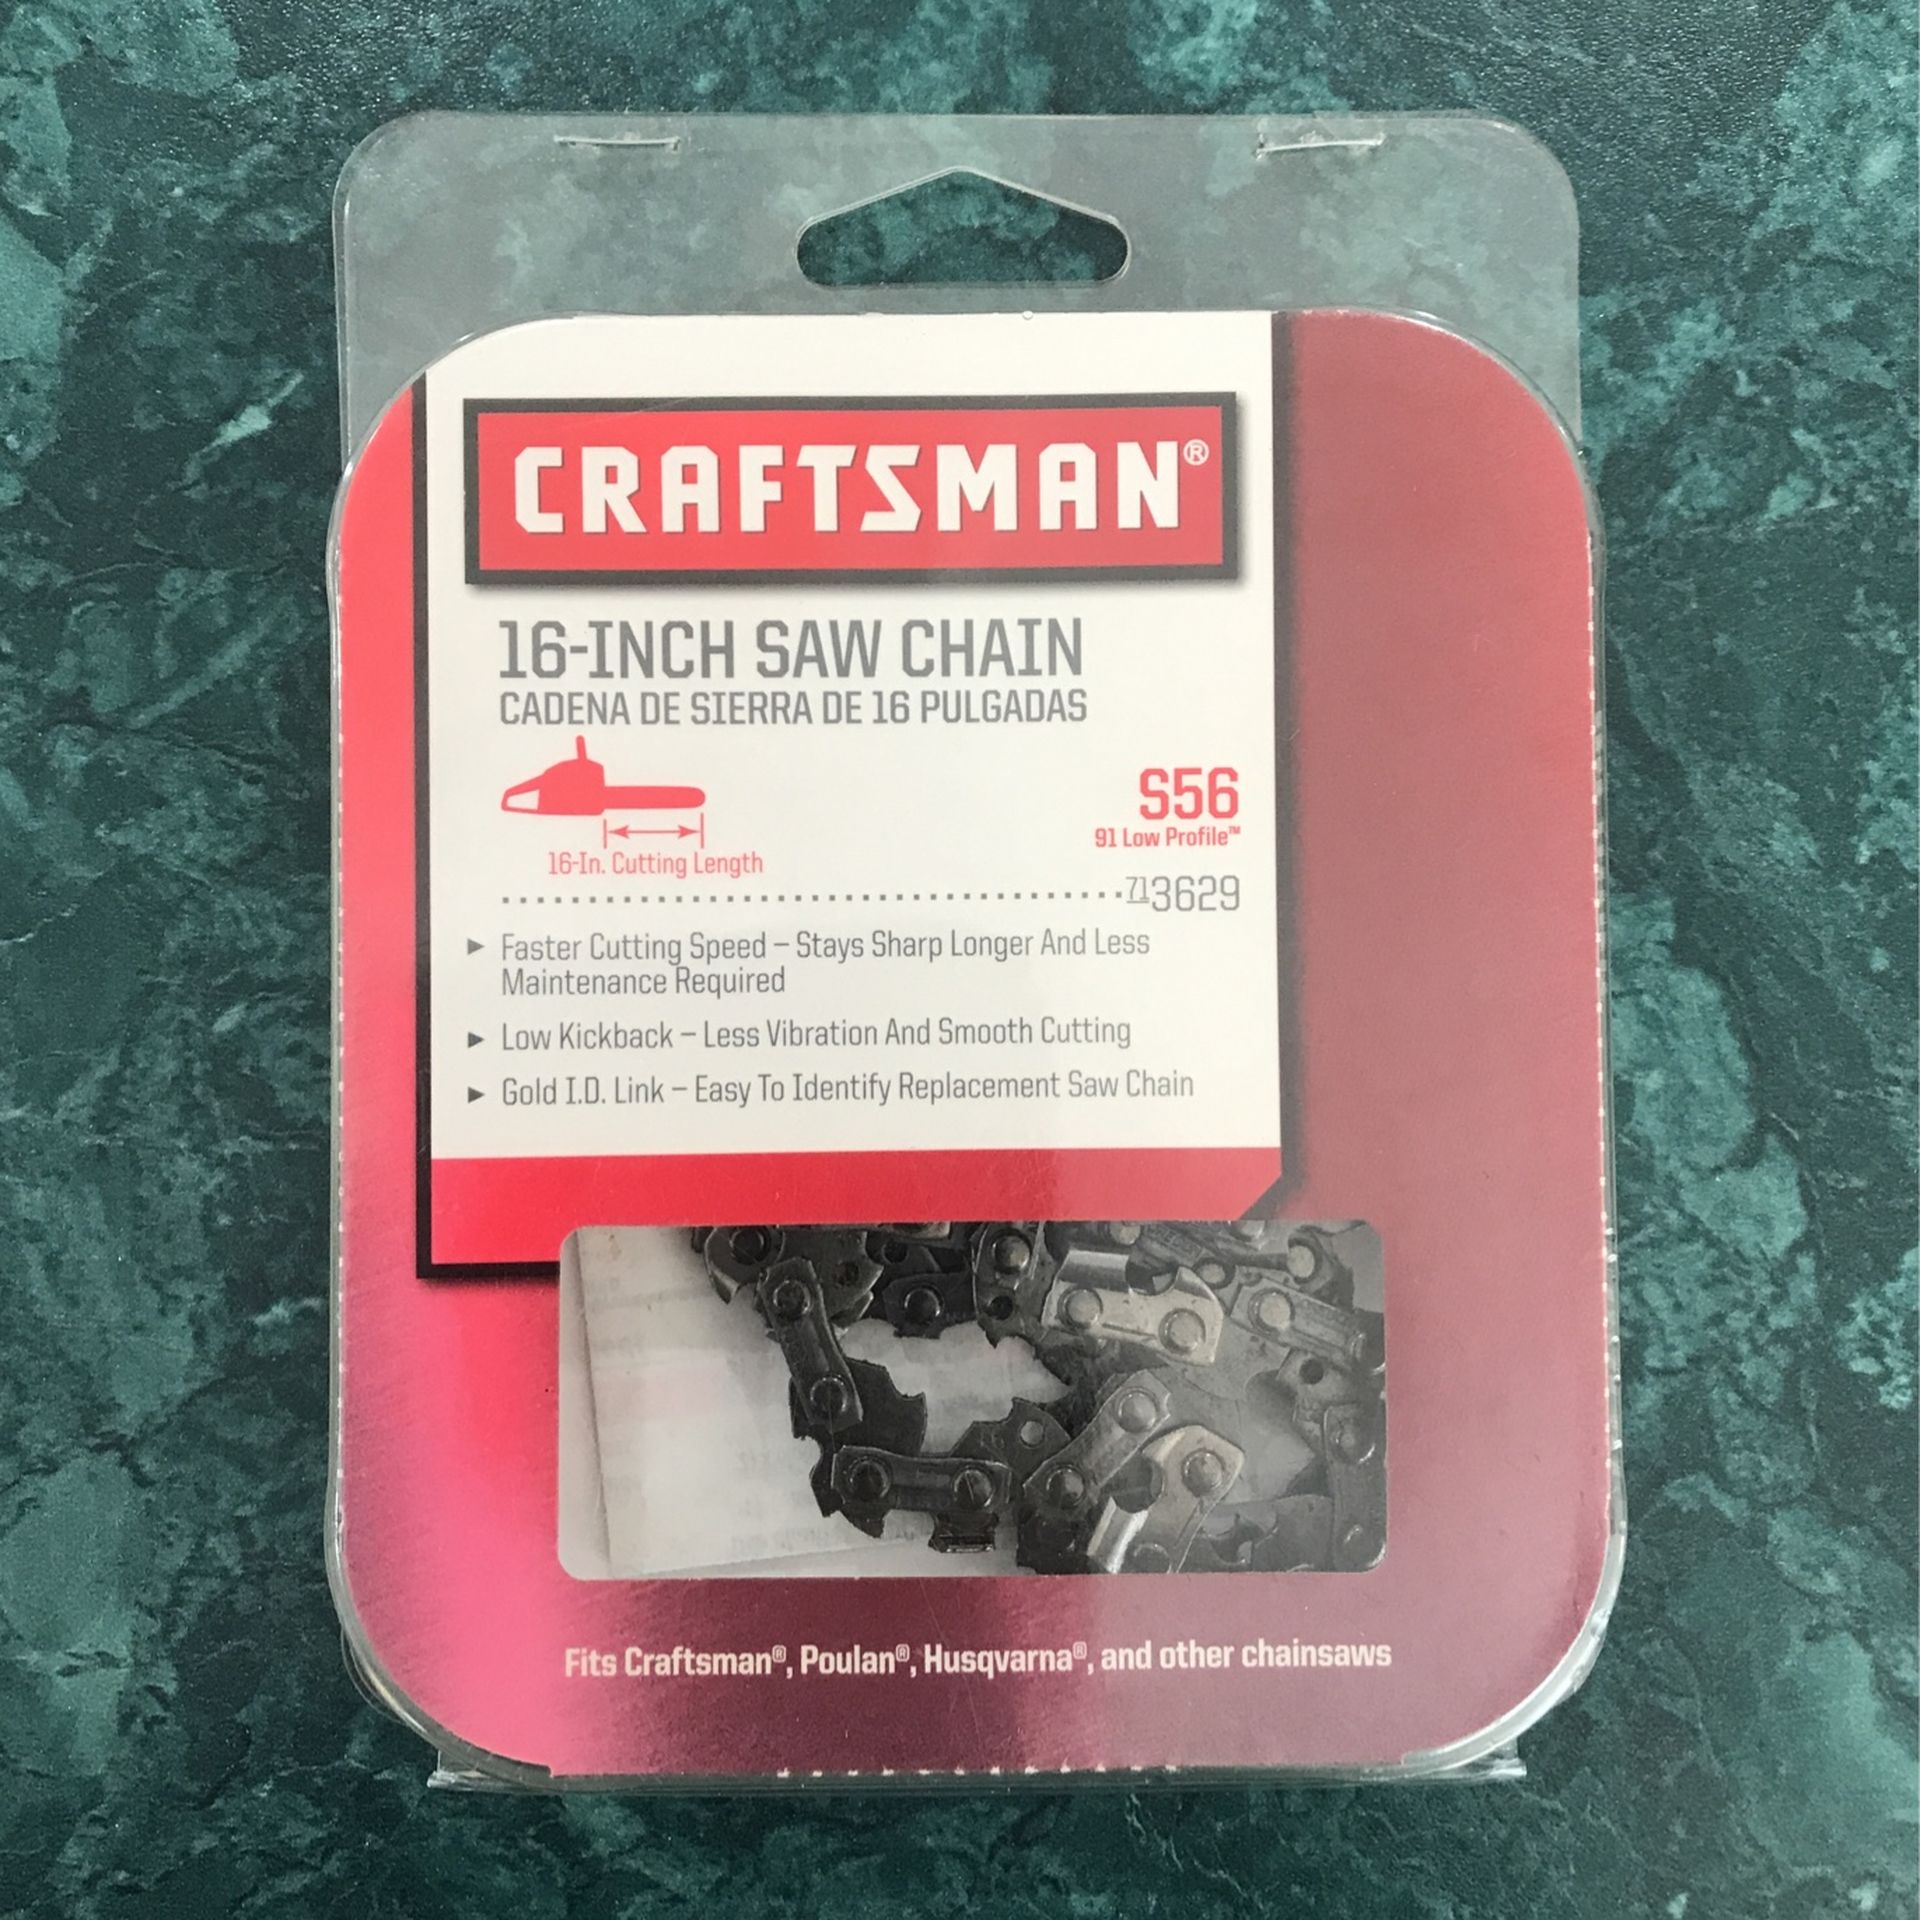 CRAFTSMAN®
16-INCH SAW CHAIN
CADENA DE SIERRA DE 16 PULGADAS
S56
91 Low Profile™
16-In. Cutting Length
713629
► Faster Cutting Speed – Stays Sharp Longer And Less
Maintenance Required
► Low Kickback – Less Vibration And Smooth Cutting
► Gold I.D. Link – Easy To Identify Replacement Saw Chain
Fits Craftsman®, Poulan®, Husqvarna®, and other chainsaws